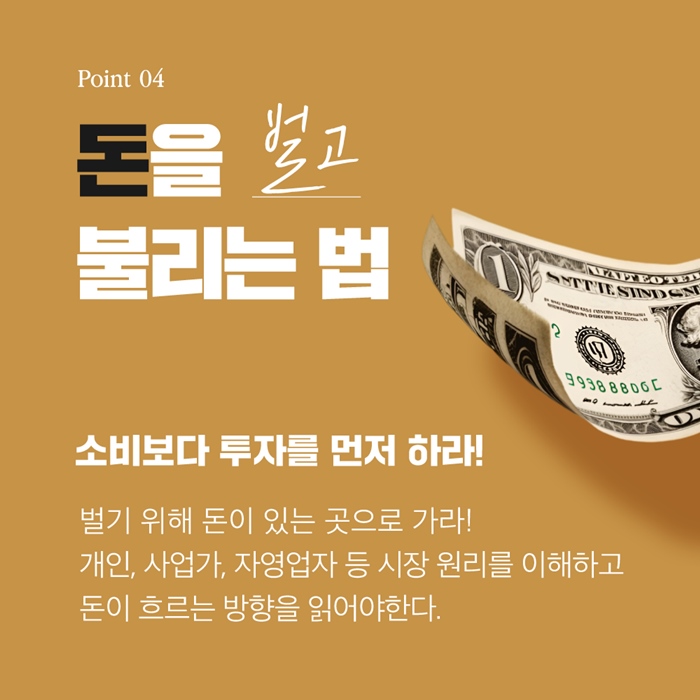 Point 04
돈을 벌고
불리는 법
소비보다 투자를 먼저 하라!
벌기 위해 돈이 있는 곳으로 가라!
개인, 사업가, 자영업자 등 시장 원리를 이해하고
돈이 흐르는 방향을 읽어야한다.
1